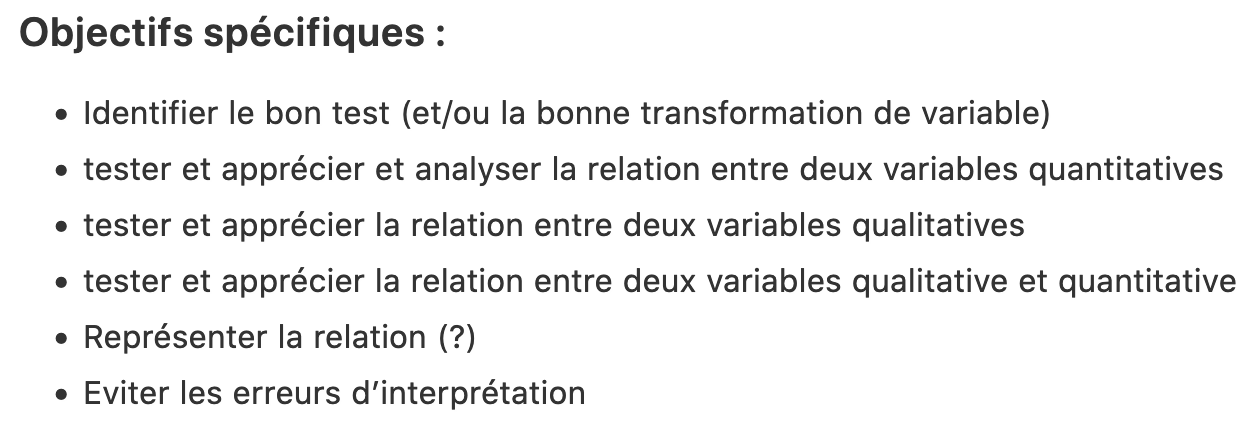 Objectifs spécifiques :
• Identifier le bon test (et/ou la bonne transformation de variable)
• tester et apprécier et analyser la relation entre deux variables quantitatives
• tester et apprécier la relation entre deux variables qualitatives
• tester et apprécier la relation entre deux variables qualitative et quantitative
• Représenter la relation (?)
• Eviter les erreurs d’interprétation